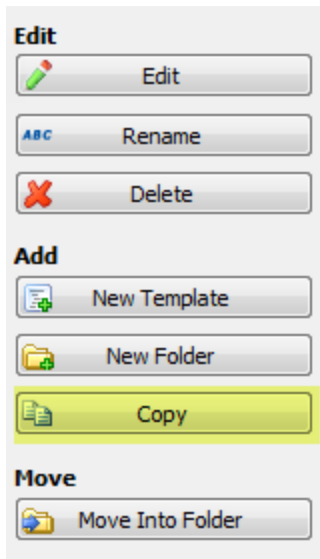 Edit
Edit
ABC Rename
Delete
Add
New Template
New Folder
Copy
Move
Move Into Folder